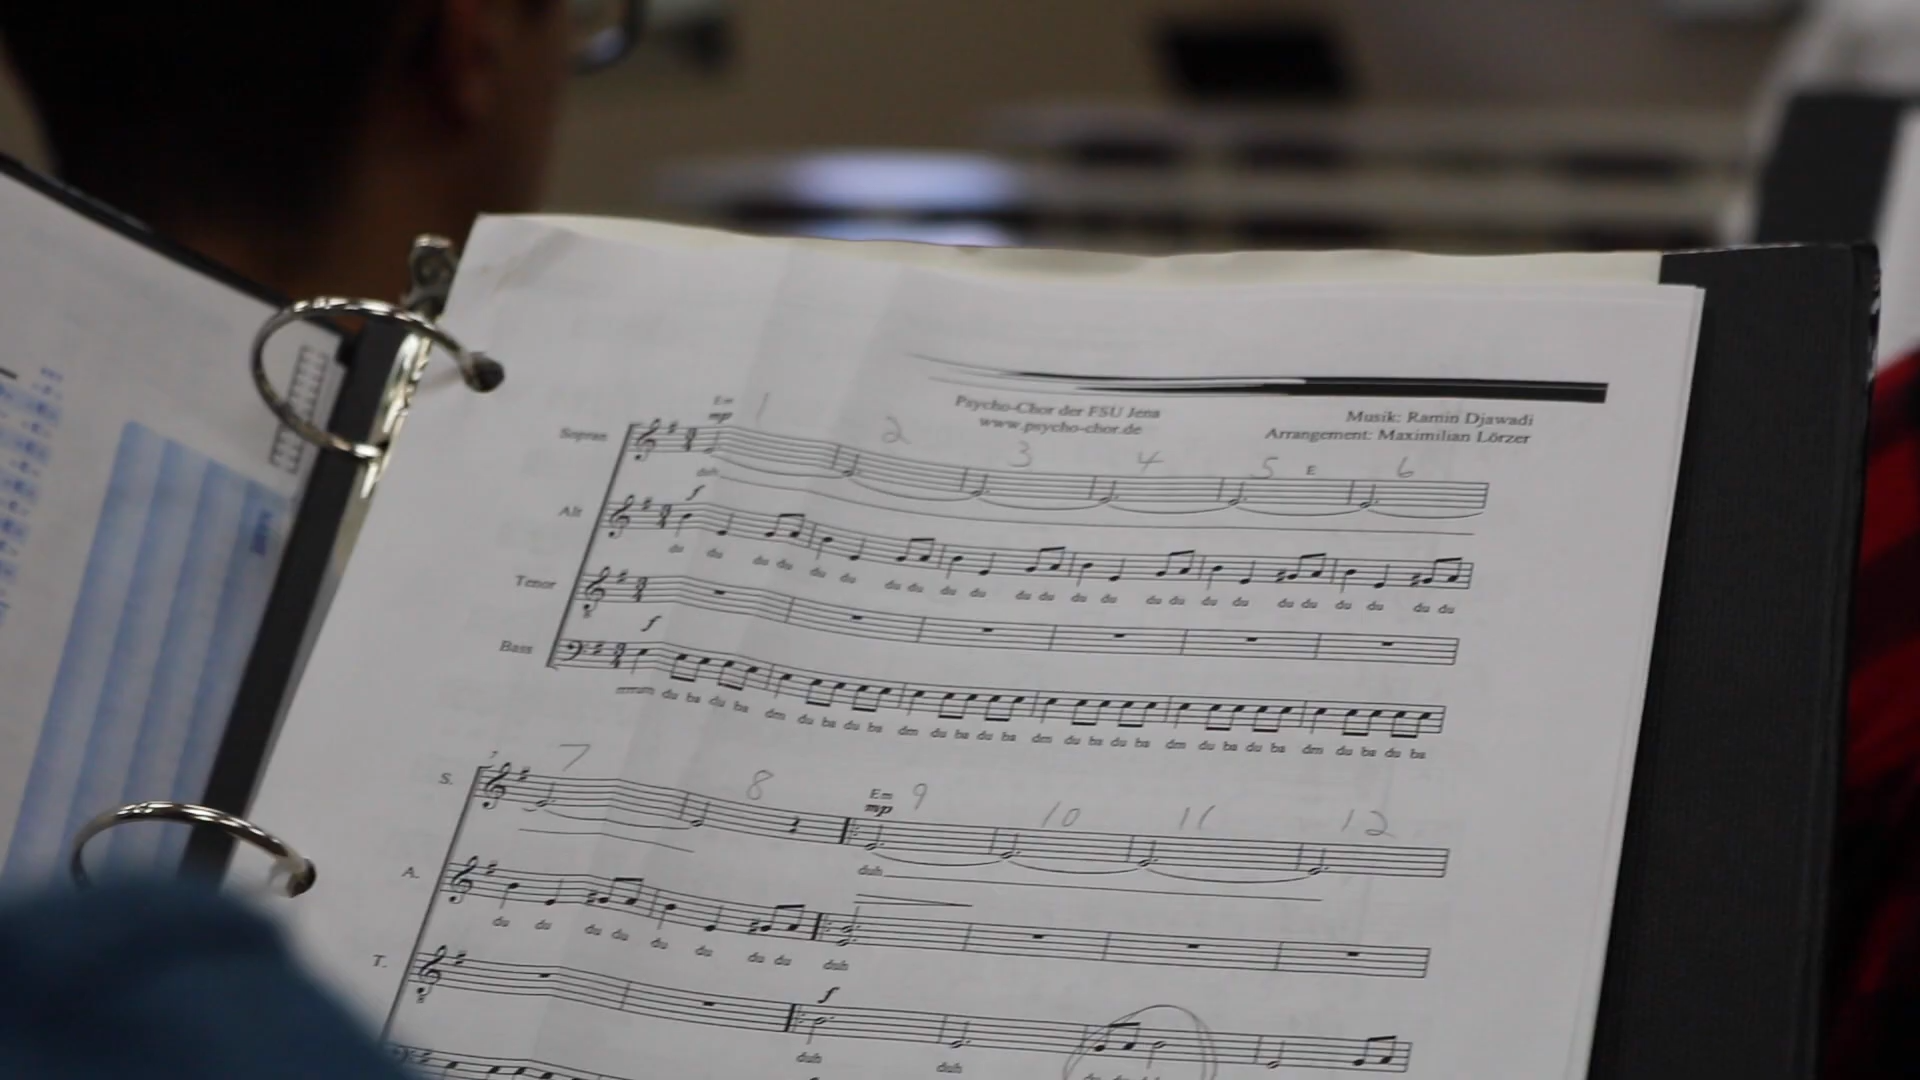 Psycho-Chor der FSU Jena
www.psycho-chor.de
Musik: Ramin Djawadi
Arrangement: Maximilian Lörzer
Em 1 2 3 4 5 E 6
mp
Sopran
duh
f
Alt
du du du du du du du du du du du du du du du du du du du du du du du du
Tenor
f
Bass
mmm du ba du ba dm du ba du ba dm du ba du ba dm du ba du ba dm du ba du ba dm du ba du ba
7 7 8 Em 9 10 11 12
mp
S.
duh
A.
du du du du du du du du duh
T.
f
duh duh